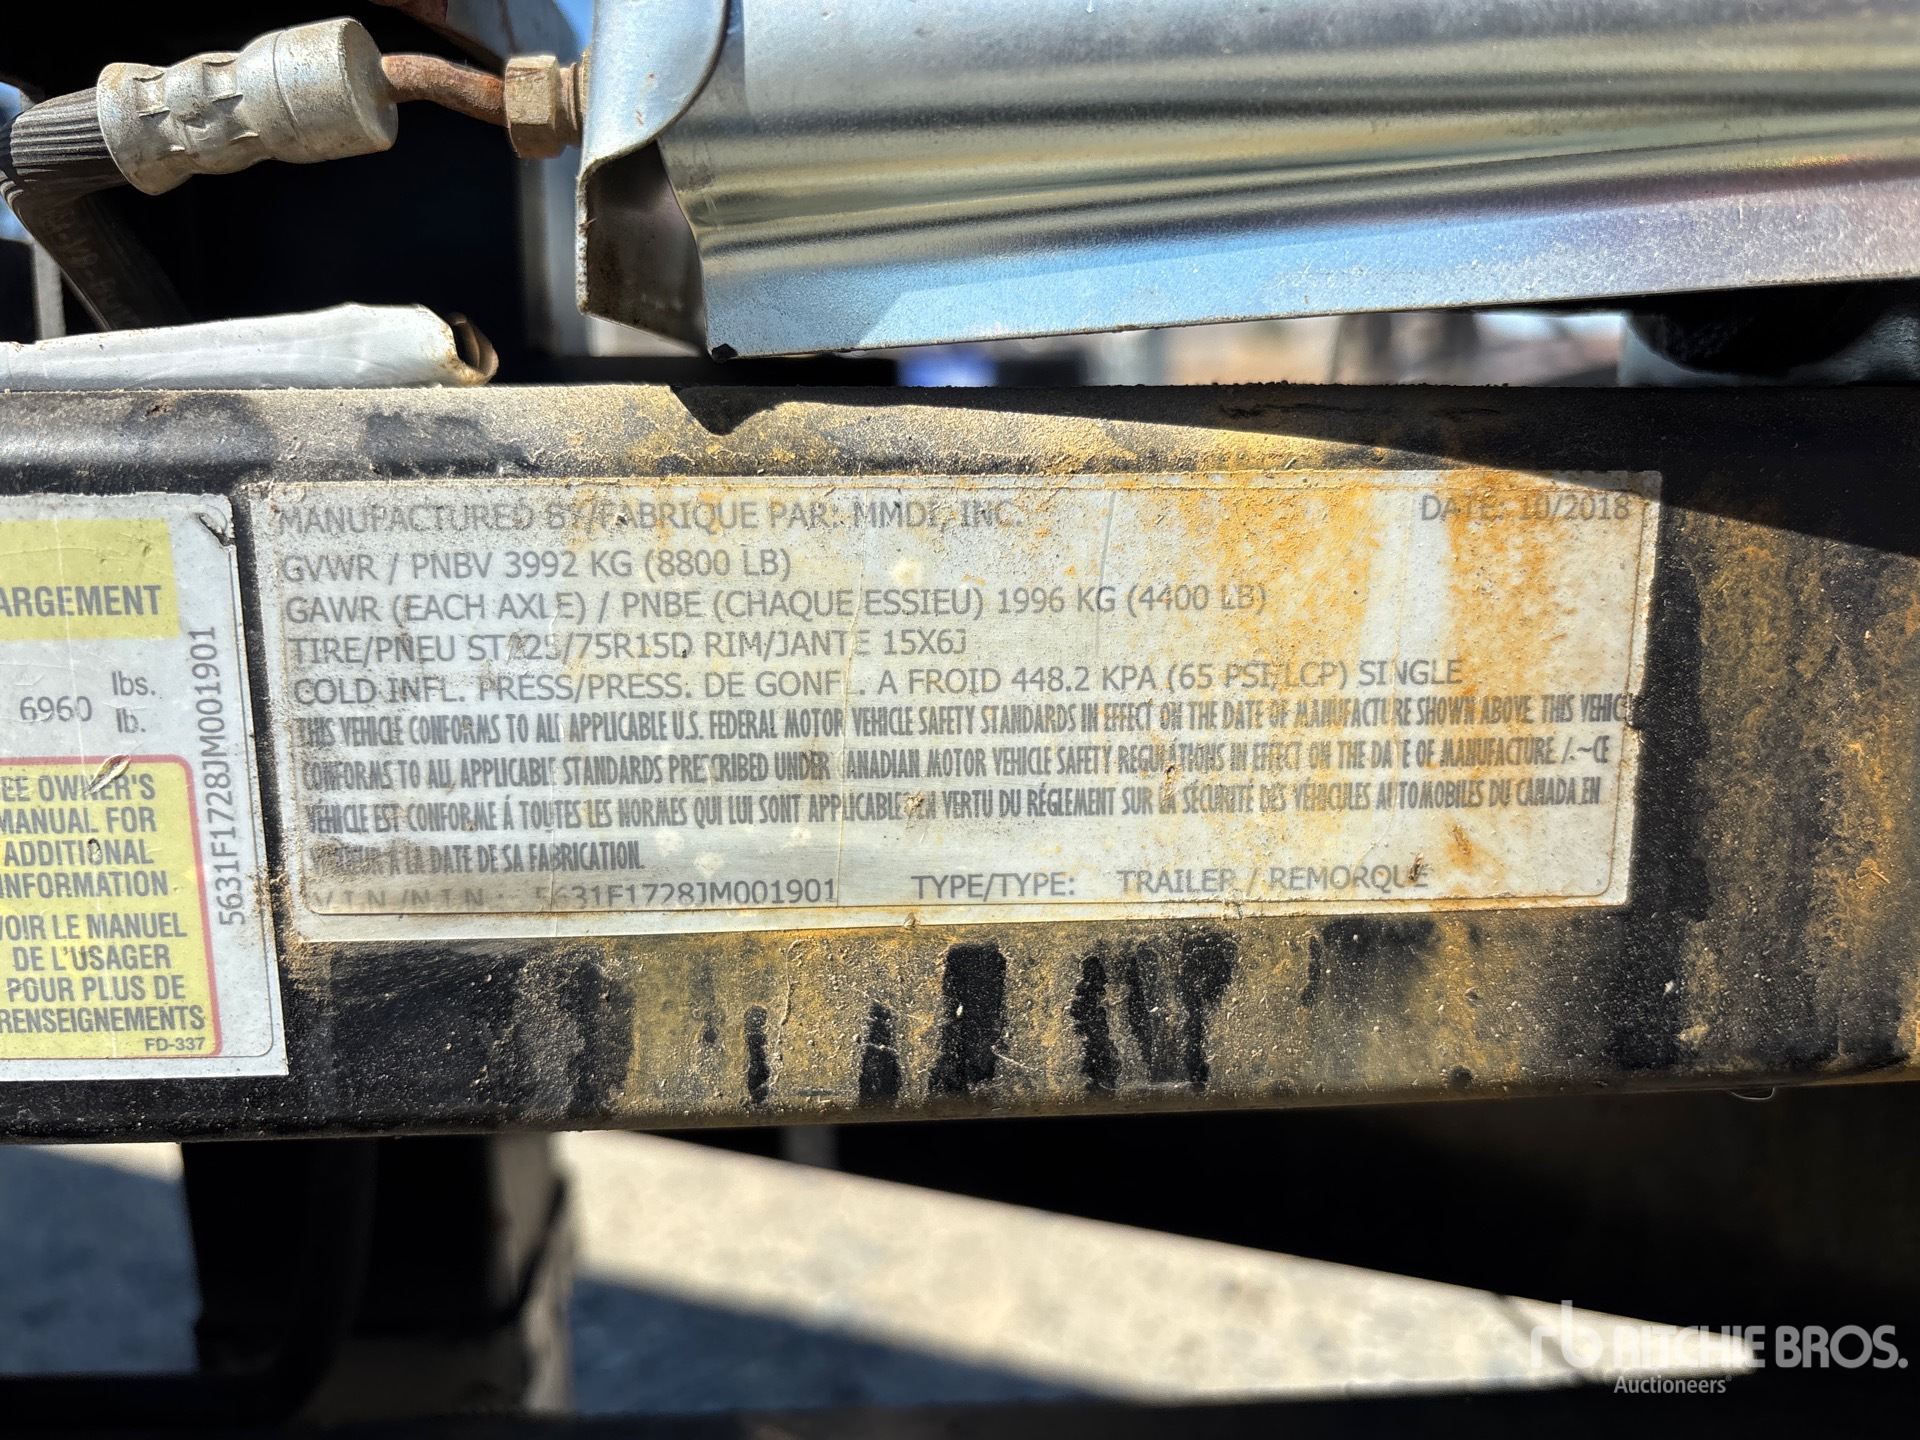 ARGEMENT
6960 lbs.
lb.
EE OWNER'S
MANUAL FOR
ADDITIONAL
INFORMATION
VOIR LE MANUEL
DE L'USAGER
POUR PLUS DE
RENSEIGNEMENTS
FD-337
5631F1728JM001901
MANUFACTURED BY/FABRIQUE PAR: MMDI, INC. DATE: 10/2018
GVWR / PNBV 3992 KG (8800 LB)
GAWR (EACH AXLE) / PNBE (CHAQUE ESSIEU) 1996 KG (4400 LB)
TIRE/PNEU ST225/75R15D RIM/JANTE 15X6J
COLD INFL. PRESS/PRESS. DE GONFL. A FROID 448.2 KPA (65 PSI/LCP) SINGLE
THIS VEHICLE CONFORMS TO ALL APPLICABLE U.S. FEDERAL MOTOR VEHICLE SAFETY STANDARDS IN EFFECT ON THE DATE OF MANUFACTURE SHOWN ABOVE. THIS VEHIC
CONFORMS TO ALL APPLICABLE STANDARDS PRESCRIBED UNDER CANADIAN MOTOR VEHICLE SAFETY REGULATIONS IN EFFECT ON THE DATE OF MANUFACTURE /.~CE
VEHICLE EST CONFORME Á TOUTES LES NORMES QUI LUI SONT APPLICABLES EN VERTU DU RÉGLEMENT SUR LA SÉCURITÉ DES VÉHICULES AUTOMOBILES DU CANADA EN
VIGUEUR A LA DATE DE SA FABRICATION.
V.I.N./N.I.N.: 5631F1728JM001901 TYPE/TYPE: TRAILER / REMORQUE
rb RITCHIE BROS.
Auctioneers